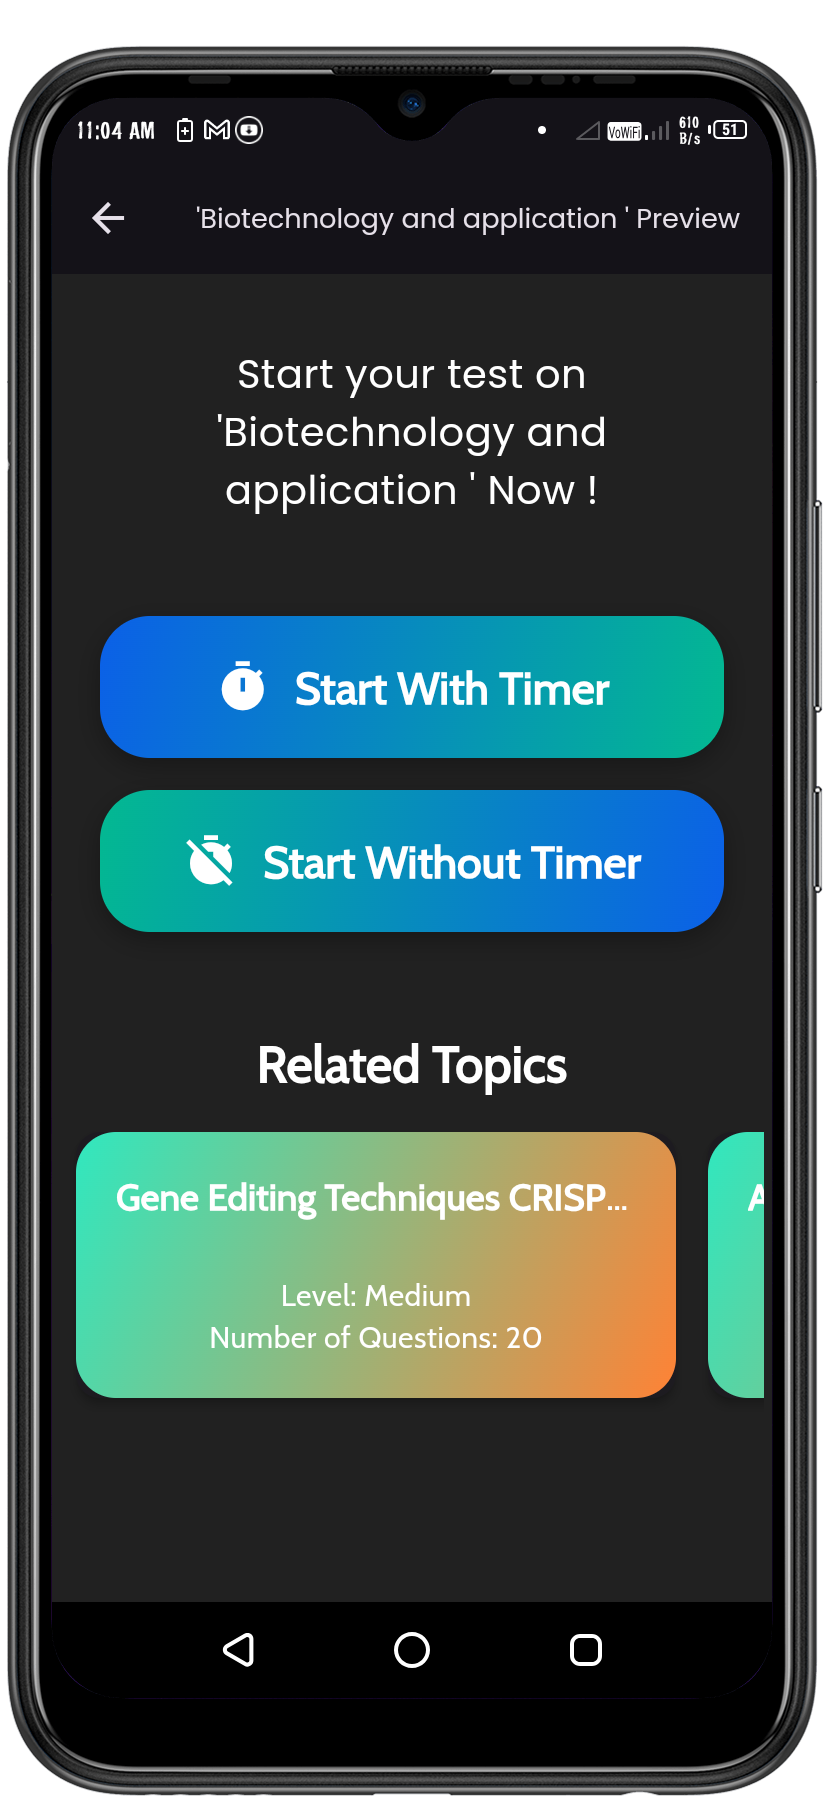 11:04 AM
VoWiFi
610
B/s
51
'Biotechnology and application ' Preview
Start your test on
'Biotechnology and
application ' Now !
Start With Timer
Start Without Timer
Related Topics
Gene Editing Techniques CRISP...
A
Level: Medium
Number of Questions: 20